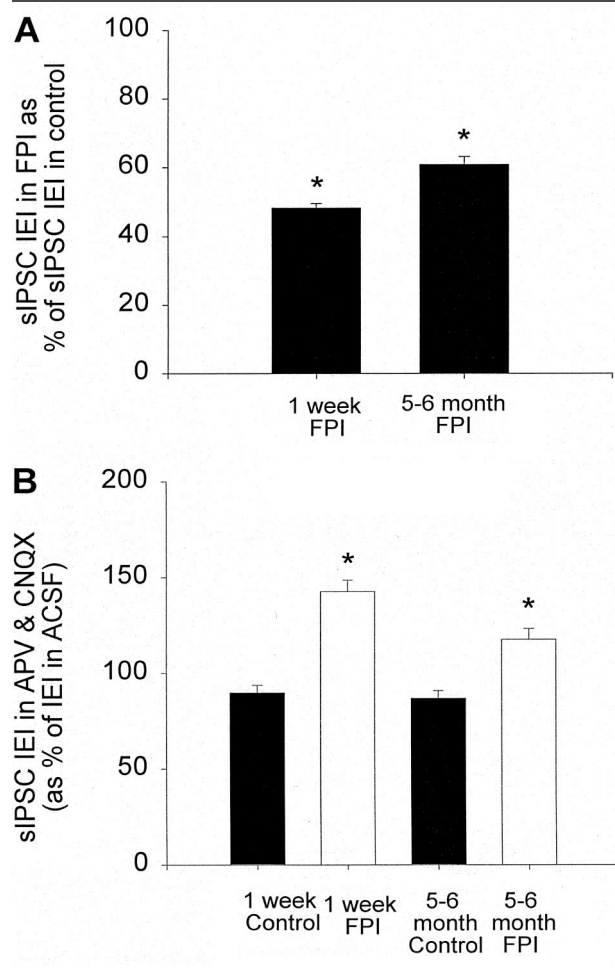 A
sIPSC IEI in FPI as
% of sIPSC IEI in control
100
80
60
40
20
0
*
*
1 week
FPI
5-6 month
FPI
B
sIPSC IEI in APV & CNQX
(as % of IEI in ACSF)
200
150
100
50
0
*
*
1 week
Control
1 week
FPI
5-6
month
Control
5-6
month
FPI